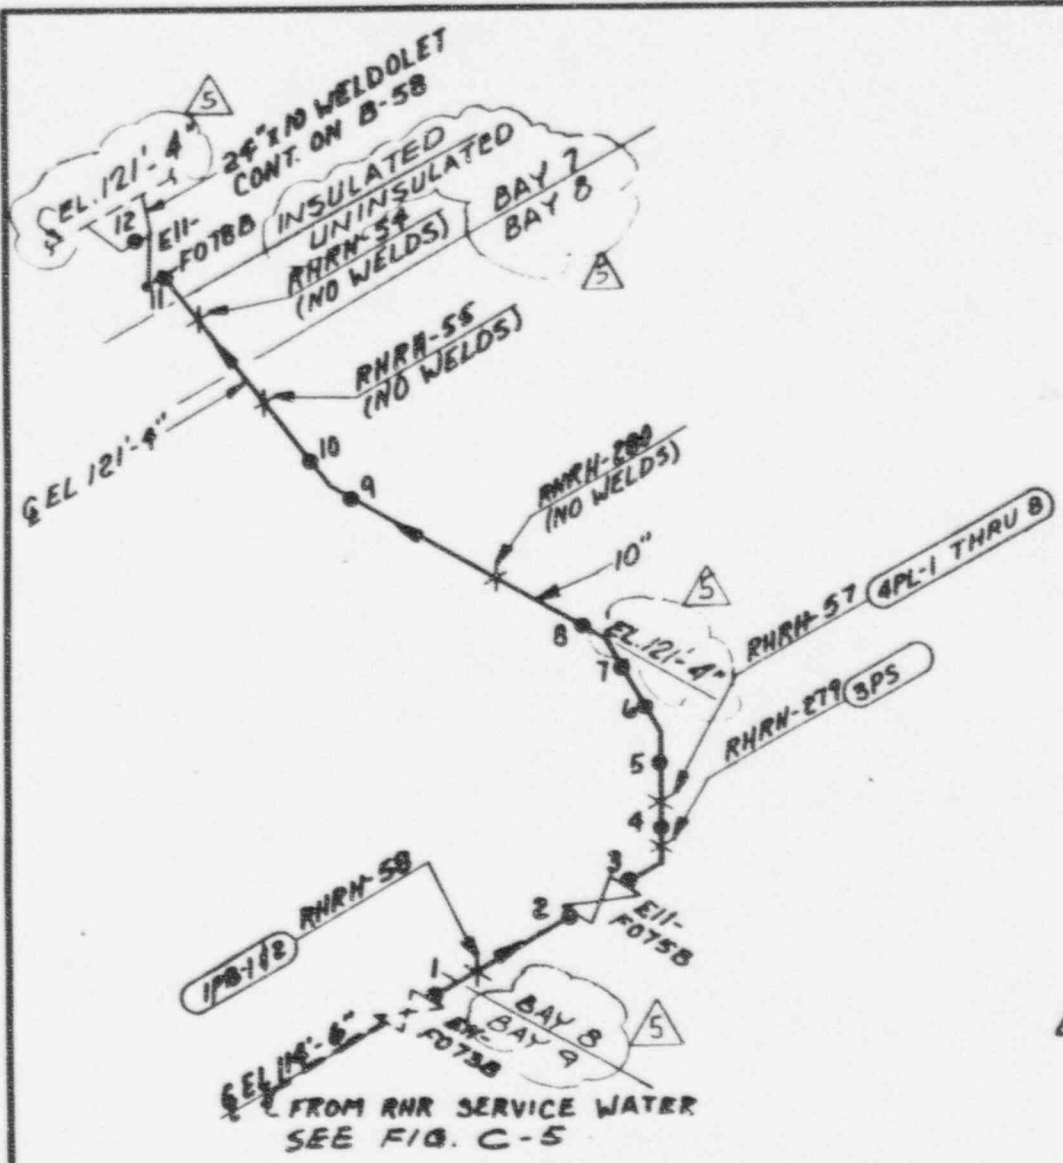 5
24"X10 WELDOLET
CONT. ON B-58
℄ EL. 121'-4"
12
E11-
F078B
INSULATED
UNINSULATED
BAY 7
BAY 8
5
11
RHRH-54
(NO WELDS)
RHRH-55
(NO WELDS)
℄ EL 121'-4"
10
9
RHRH-280
(NO WELDS)
10"
5
8
EL. 121'-4"
RHRH-57
4PL-1 THRU 8
7
6
RHRH-279
3PS
5
4
3
E11-
F075B
2
RHRH-58
1PB-1&2
1
BAY 8
BAY 9
5
E11-
F073B
℄ EL 114'-6"
FROM RHR SERVICE WATER
SEE FIG. C-5